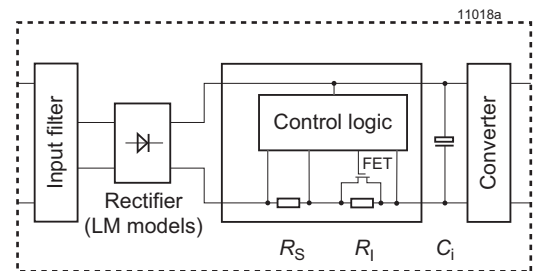 11018a
Input filter
Rectifier
(LM models)
Control logic
FET
Converter
RS
RI
Ci